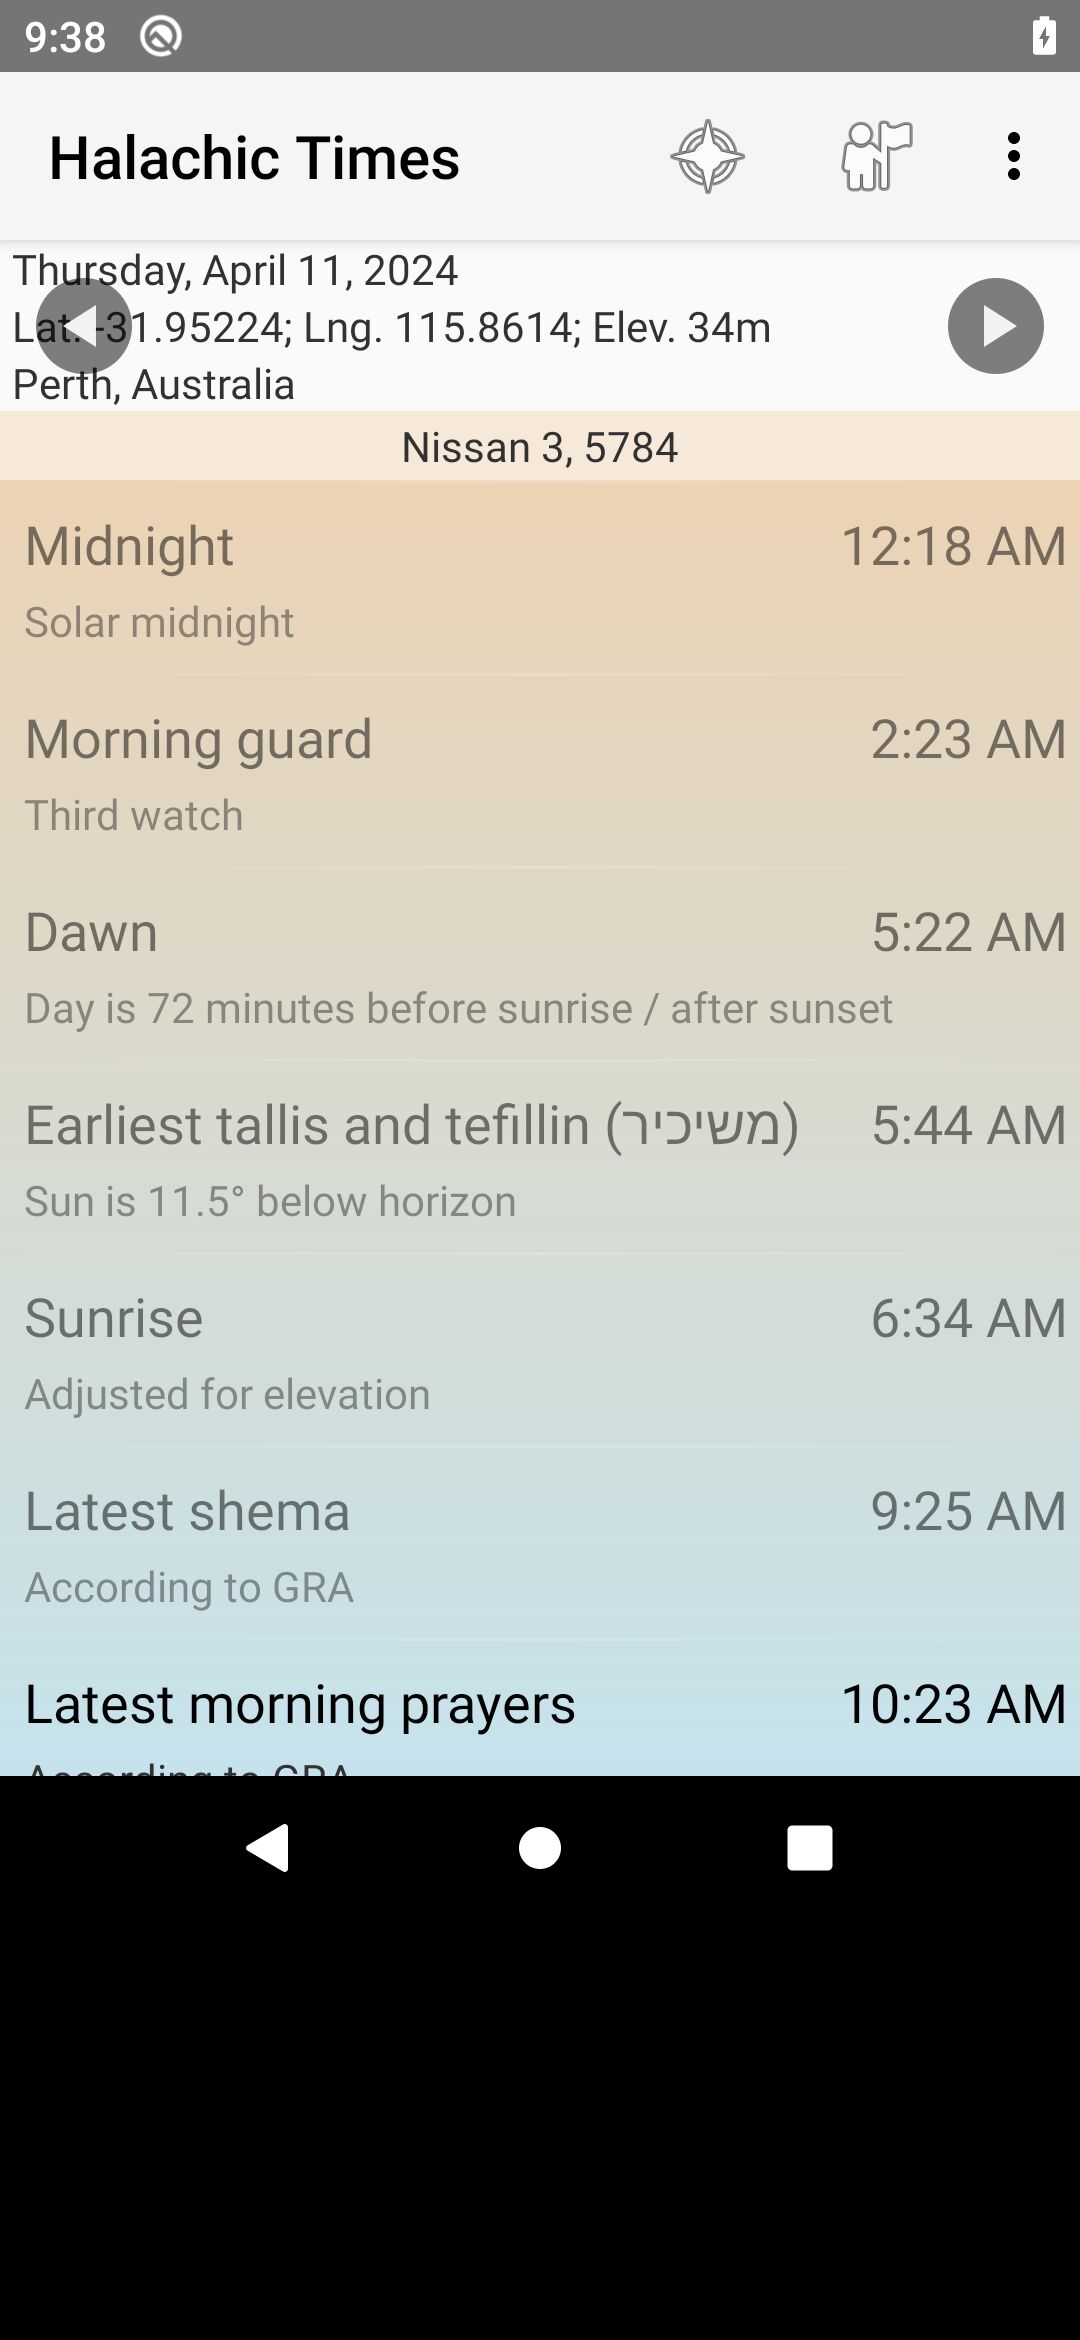 9:38
Halachic Times
Thursday, April 11, 2024
Lat. -31.95224; Lng. 115.8614; Elev. 34m
Perth, Australia
Nissan 3, 5784
Midnight 12:18 AM
Solar midnight
Morning guard 2:23 AM
Third watch
Dawn 5:22 AM
Day is 72 minutes before sunrise / after sunset
Earliest tallis and tefillin (משיכיר) 5:44 AM
Sun is 11.5° below horizon
Sunrise 6:34 AM
Adjusted for elevation
Latest shema 9:25 AM
According to GRA
Latest morning prayers 10:23 AM
According to GRA